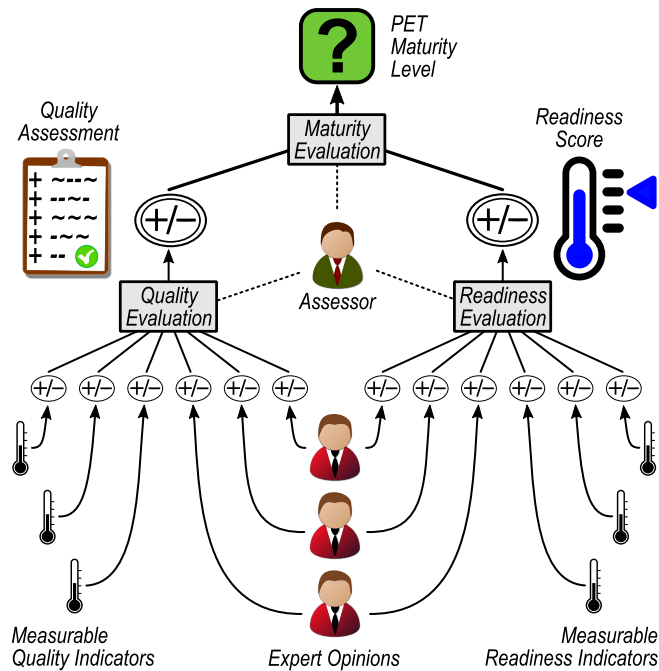 ?
PET
Maturity
Level
Quality
Assessment
Maturity
Evaluation
Readiness
Score
+ ~--~
+ --~-
+ ~~~
+ -~~
+ --
+/−
+/−
Assessor
Quality
Evaluation
Readiness
Evaluation
+/− +/− +/− +/− +/− +/− +/− +/− +/− +/− +/− +/−
Measurable
Quality Indicators
Expert Opinions
Measurable
Readiness Indicators